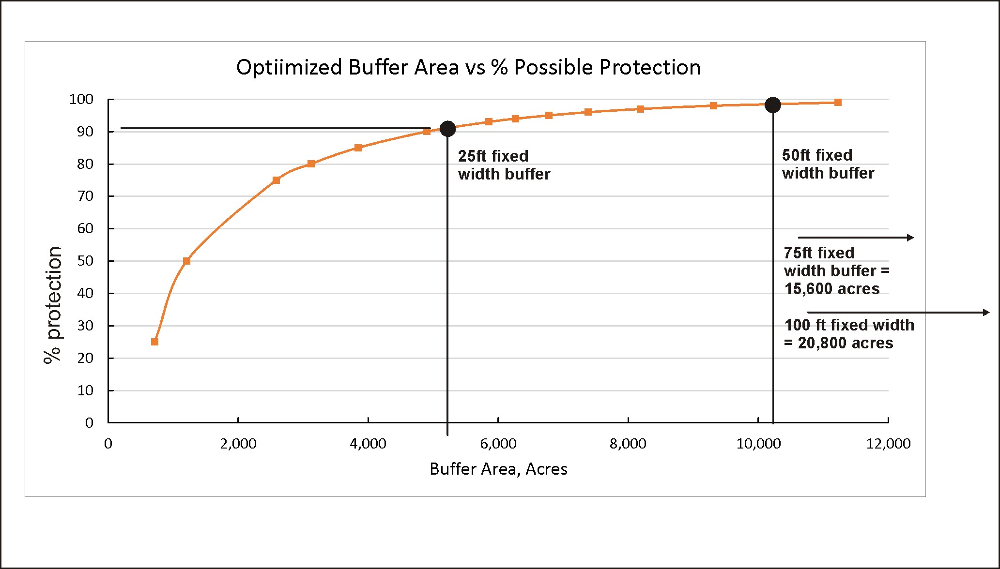 Optiimized Buffer Area vs % Possible Protection
100
90
80
70
60
50
40
30
20
10
0
% protection
25ft fixed
width buffer
50ft fixed
width buffer
75ft fixed
width buffer =
15,600 acres
100 ft fixed width
= 20,800 acres
0 2,000 4,000 6,000 8,000 10,000 12,000
Buffer Area, Acres